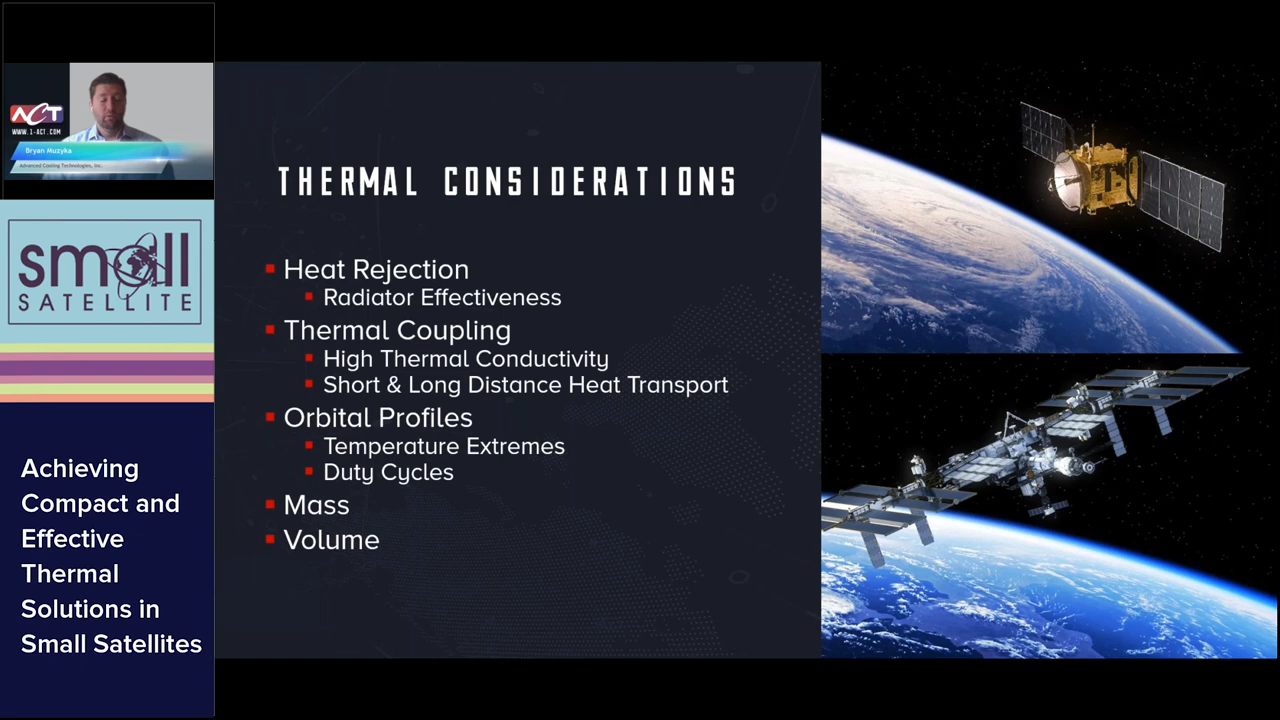 ACT
WWW.1-ACT.COM
Bryan Muzyka
Advanced Cooling Technologies, Inc.
small
SATELLITE
Achieving
Compact and
Effective
Thermal
Solutions in
Small Satellites
THERMAL CONSIDERATIONS
Heat Rejection
Radiator Effectiveness
Thermal Coupling
High Thermal Conductivity
Short & Long Distance Heat Transport
Orbital Profiles
Temperature Extremes
Duty Cycles
Mass
Volume